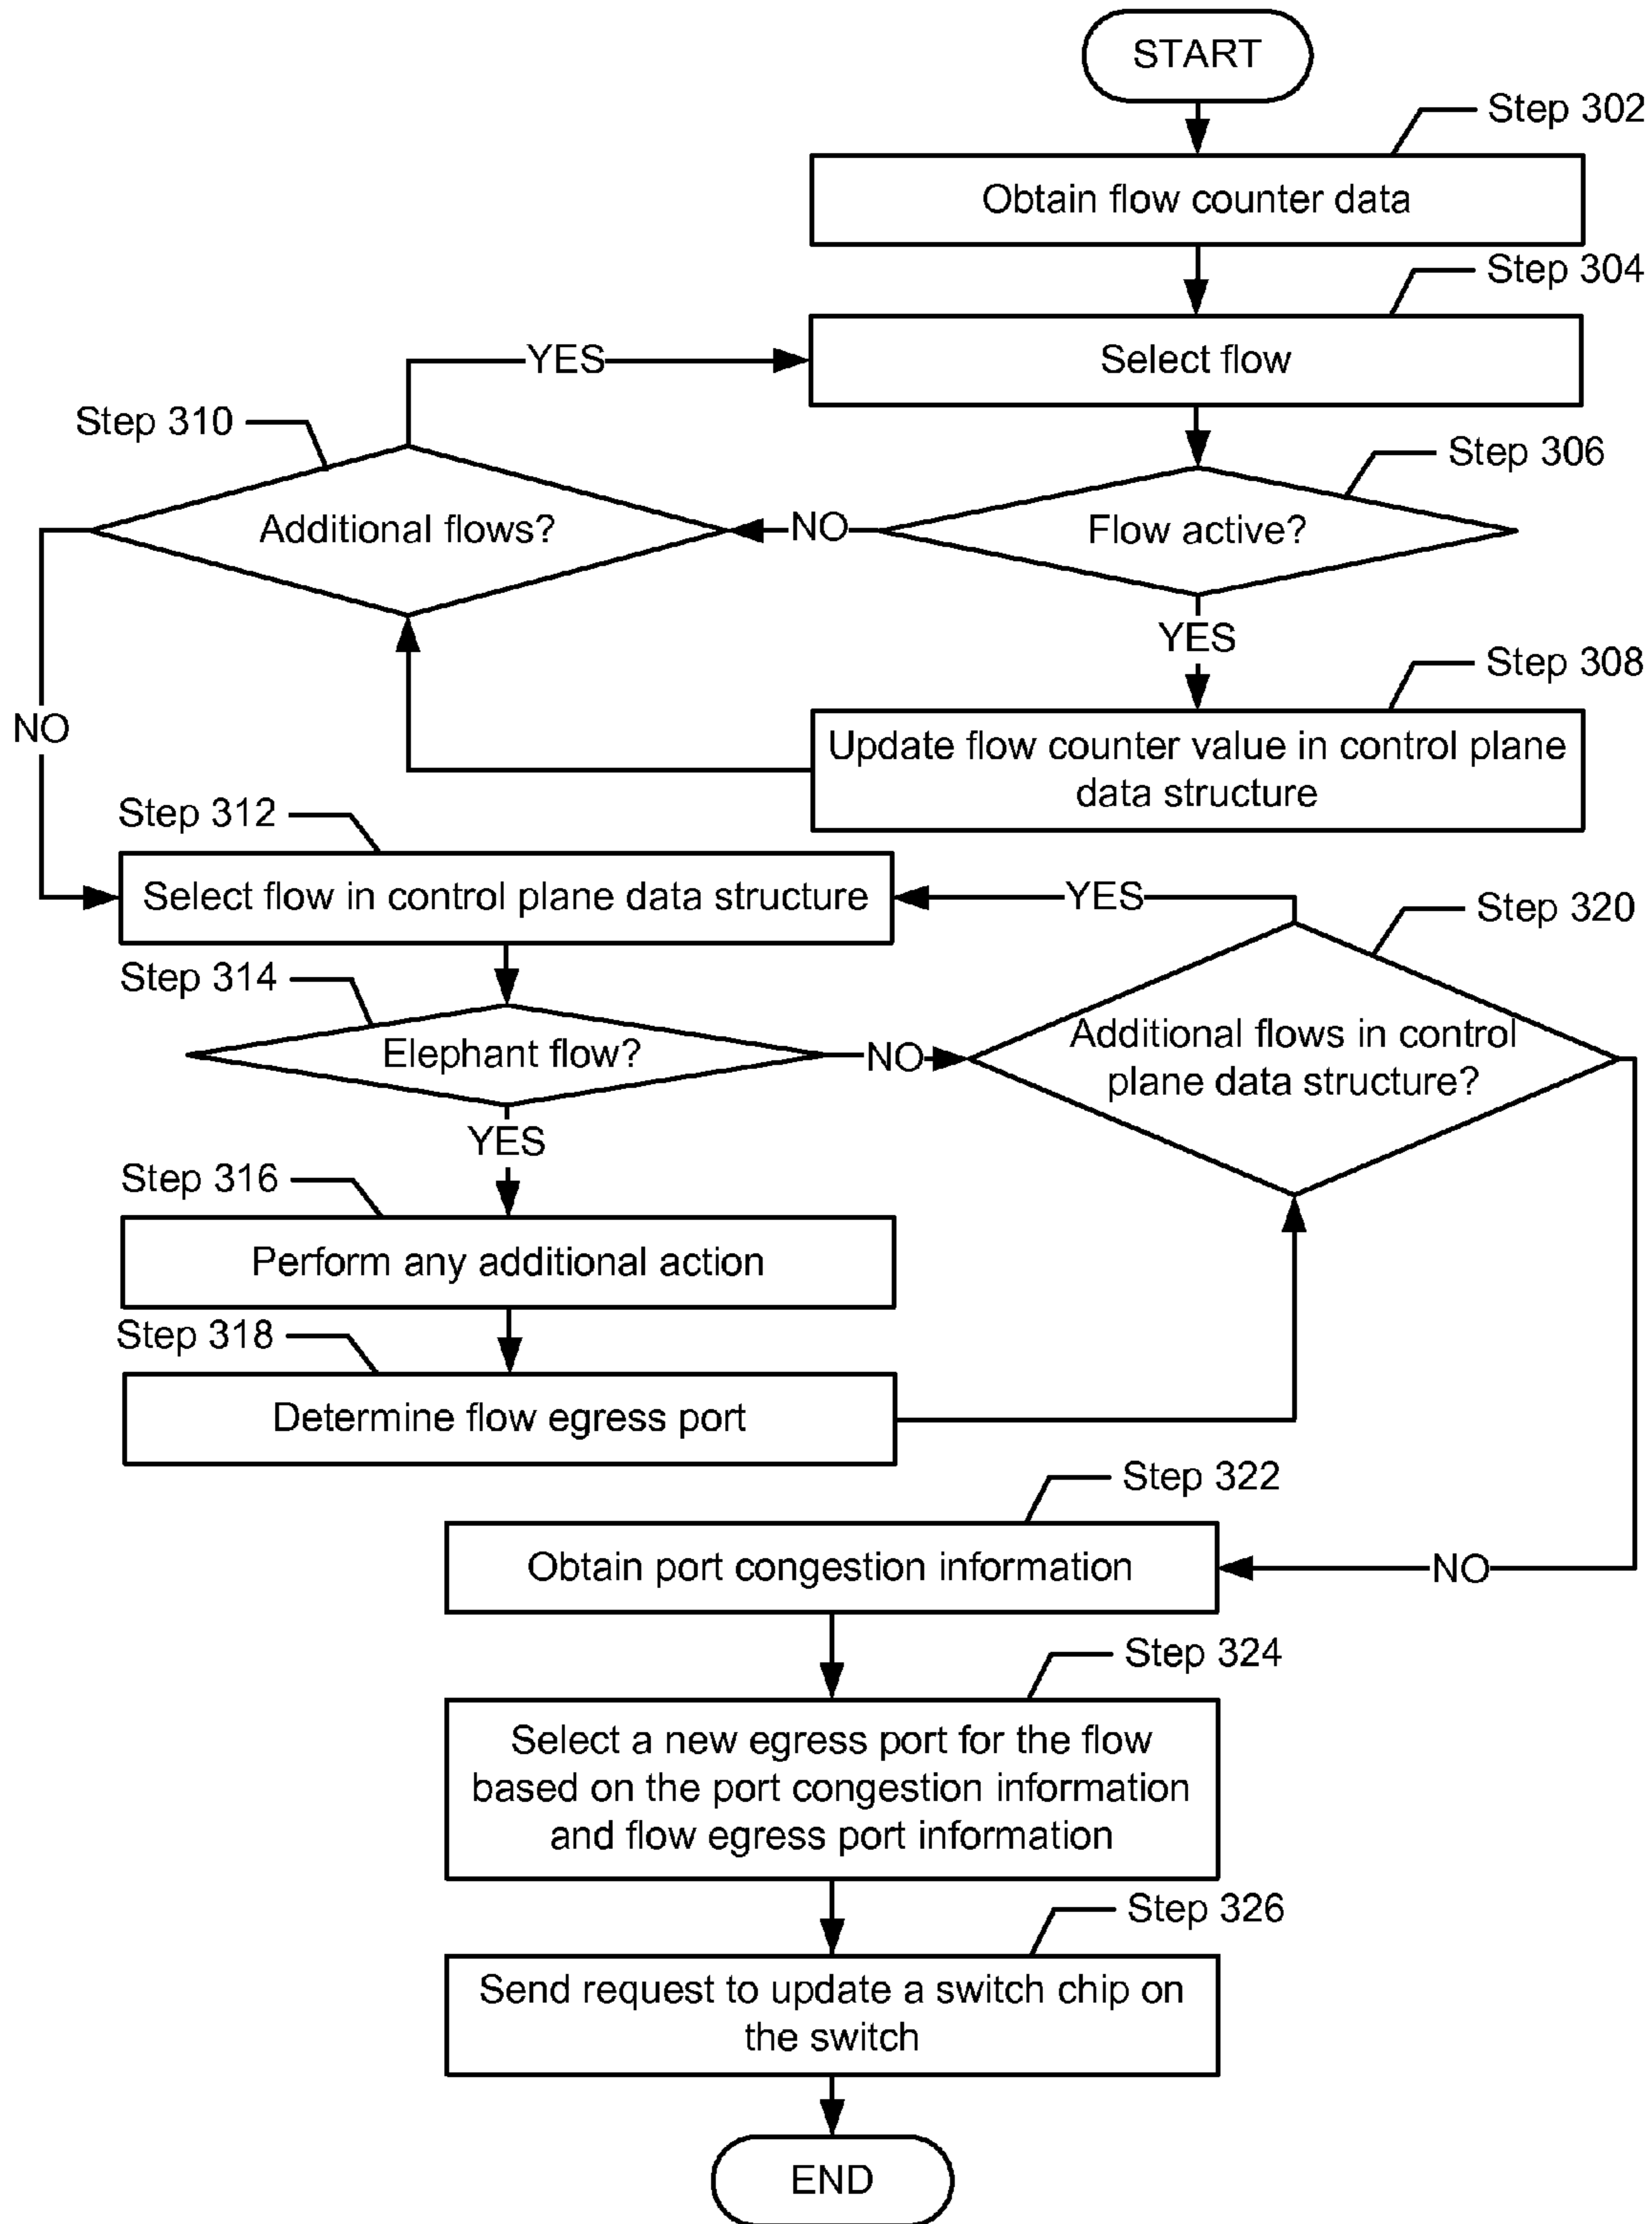 START
Step 302
Obtain flow counter data
Step 304
Select flow
YES
Step 310
Step 306
Additional flows?
NO
Flow active?
YES
Step 308
NO
Update flow counter value in control plane
data structure
Step 312
Select flow in control plane data structure
YES
Step 320
Step 314
Elephant flow?
NO
Additional flows in control
plane data structure?
YES
Step 316
Perform any additional action
Step 318
Determine flow egress port
Step 322
Obtain port congestion information
NO
Step 324
Select a new egress port for the flow
based on the port congestion information
and flow egress port information
Step 326
Send request to update a switch chip on
the switch
END